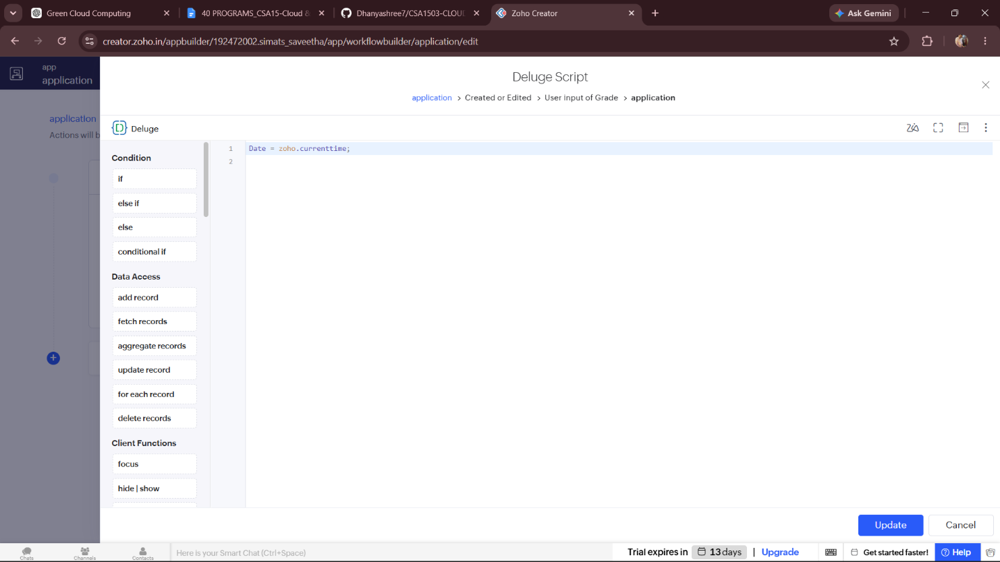 Green Cloud Computing
40 PROGRAMS_CSA15-Cloud &
Dhanyashree7/CSA1503-CLOUD
Zoho Creator
Ask Gemini
creator.zoho.in/appbuilder/192472002.simats_saveetha/app/workflowbuilder/application/edit
app
application
Deluge Script
application > Created or Edited > User input of Grade > application
application
Actions will b
Deluge
Condition
if
else if
else
conditional if
Data Access
add record
fetch records
aggregate records
update record
for each record
delete records
Client Functions
focus
hide | show
1 Date = zoho.currenttime;
2
Update
Cancel
Chats
Channels
Contacts
Here is your Smart Chat (Ctrl+Space)
Trial expires in 13 days | Upgrade
Get started faster!
Help